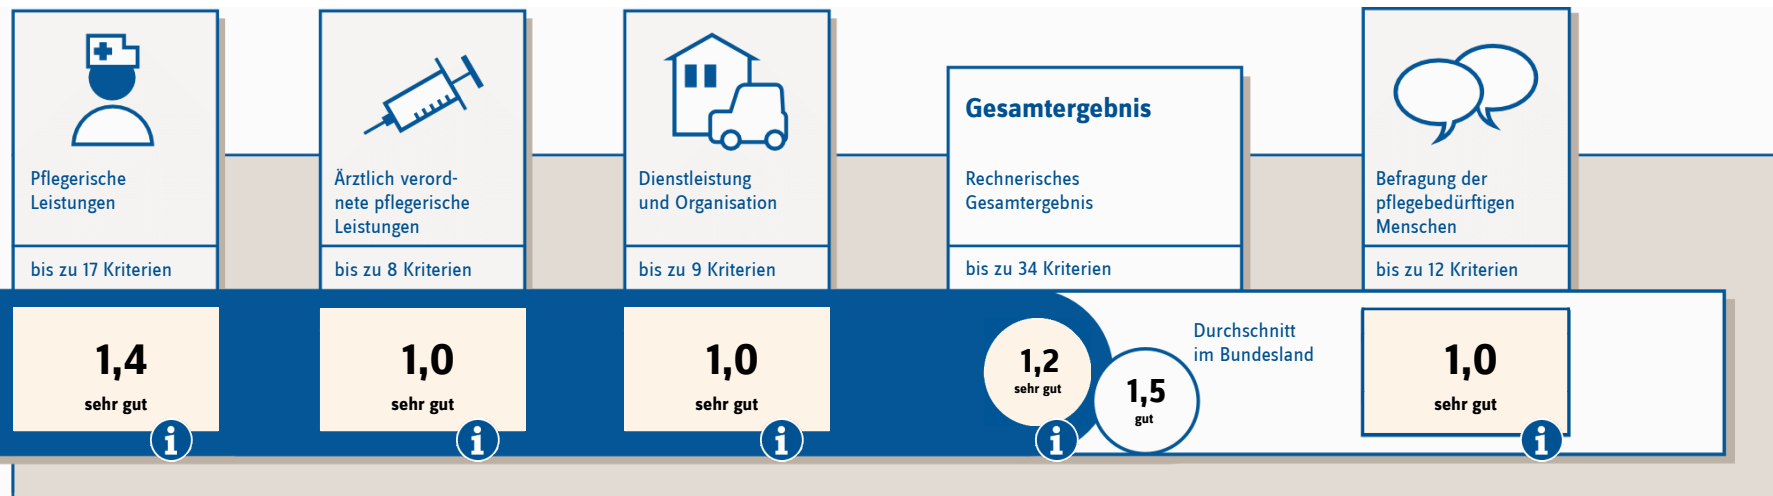 Pflegerische
Leistungen
bis zu 17 Kriterien
1,4
sehr gut
i
Ärztlich verord-
nete pflegerische
Leistungen
bis zu 8 Kriterien
1,0
sehr gut
i
Dienstleistung
und Organisation
bis zu 9 Kriterien
1,0
sehr gut
i
Gesamtergebnis
Rechnerisches
Gesamtergebnis
bis zu 34 Kriterien
1,2
sehr gut
i
1,5
gut
Durchschnitt
im Bundesland
Befragung der
pflegebedürftigen
Menschen
bis zu 12 Kriterien
1,0
sehr gut
i